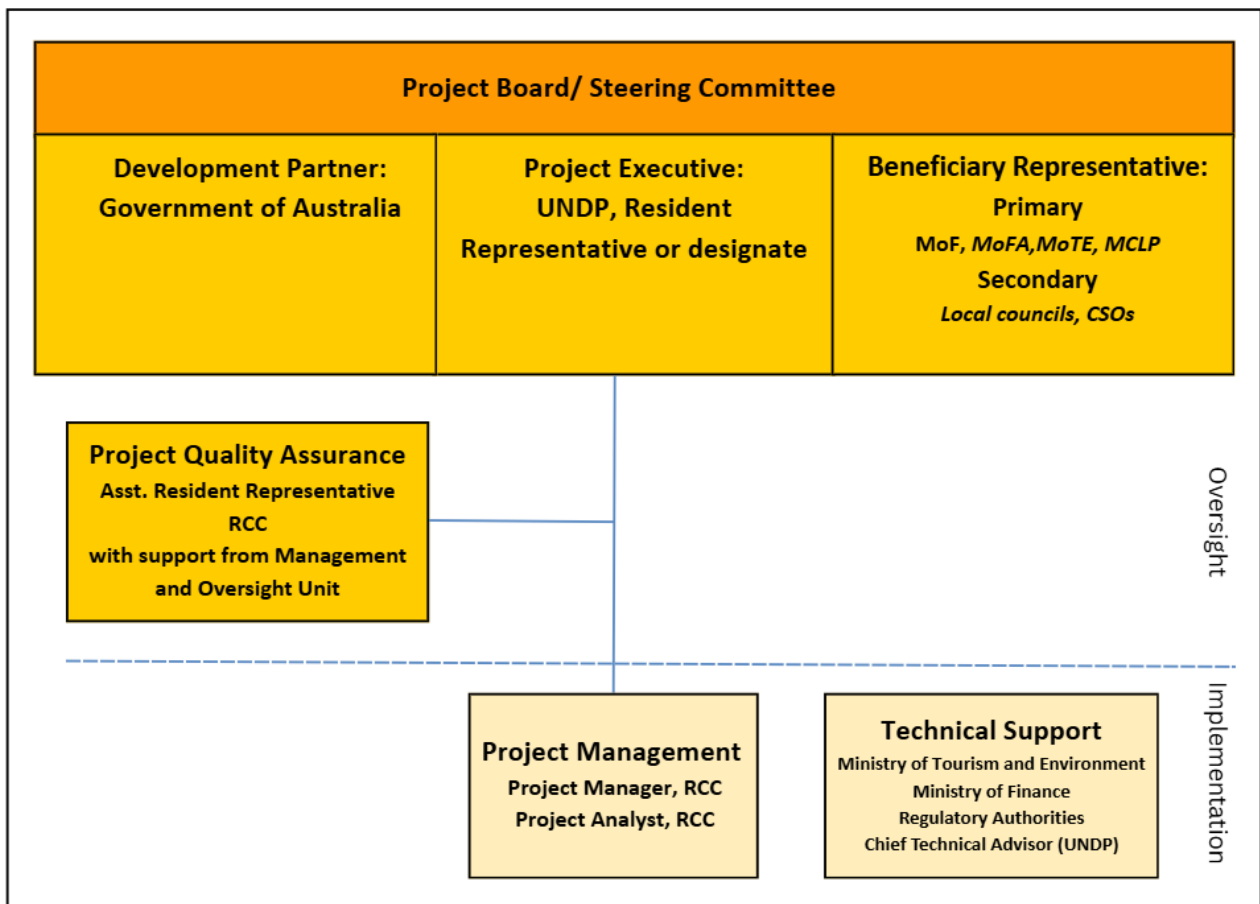 Project Board/ Steering Committee
Development Partner:
Government of Australia
Project Executive:
UNDP, Resident
Representative or designate
Beneficiary Representative:
Primary
MoF, MoFA,MoTE, MCLP
Secondary
Local councils, CSOs
Project Quality Assurance
Asst. Resident Representative
RCC
with support from Management
and Oversight Unit
Oversight
Project Management
Project Manager, RCC
Project Analyst, RCC
Technical Support
Ministry of Tourism and Environment
Ministry of Finance
Regulatory Authorities
Chief Technical Advisor (UNDP)
Implementation